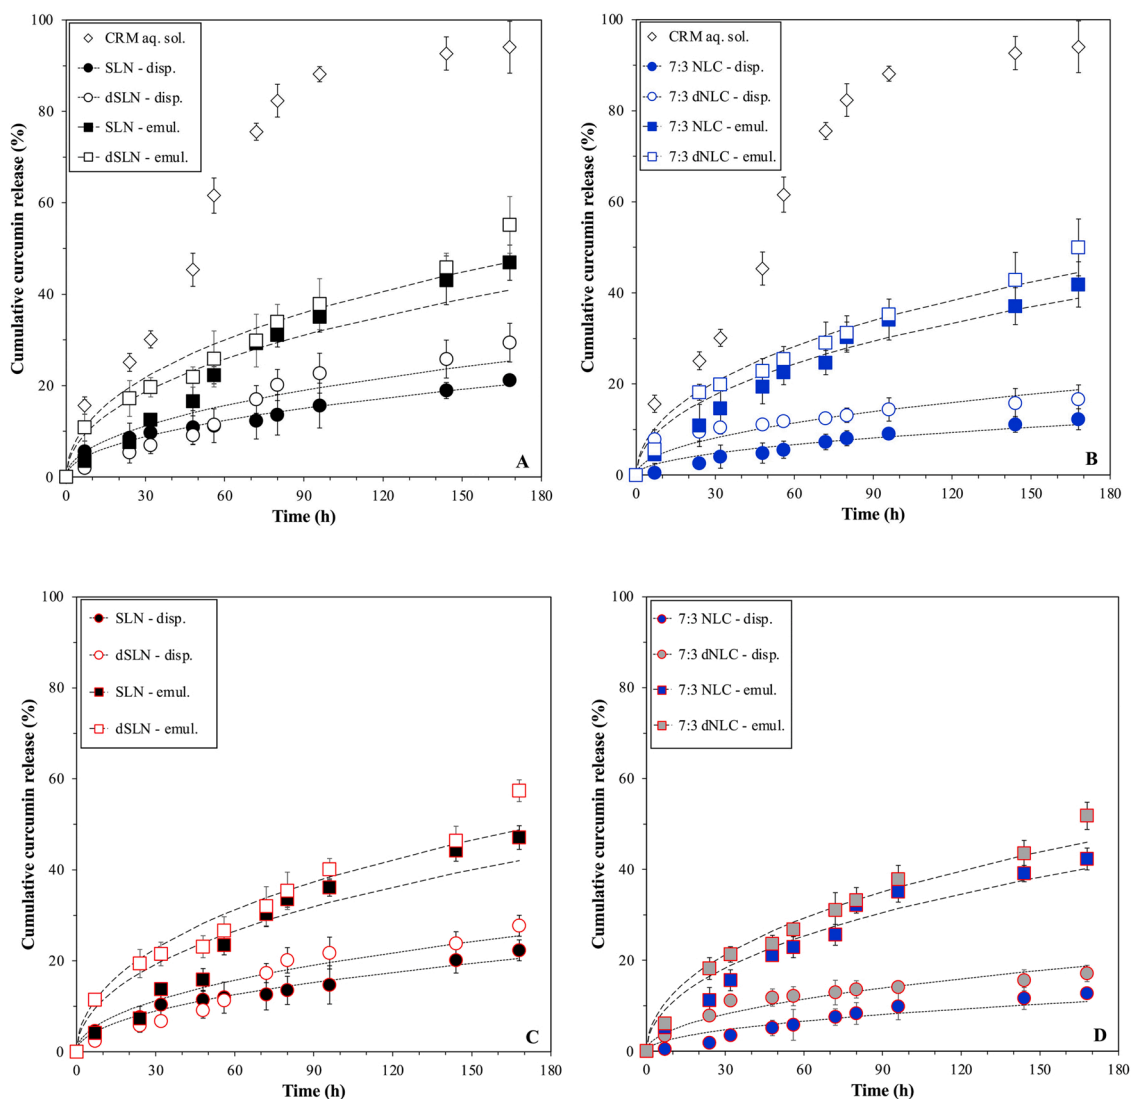 CRM aq. sol.
SLN - disp.
dSLN - disp.
SLN - emul.
dSLN - emul.
Cumulative curcumin release (%)
100
80
60
40
20
0
0 30 60 90 120 150 180
Time (h)
A
CRM aq. sol.
7:3 NLC - disp.
7:3 dNLC - disp.
7:3 NLC - emul.
7:3 dNLC - emul.
Cumulative curcumin release (%)
100
80
60
40
20
0
0 30 60 90 120 150 180
Time (h)
B
SLN - disp.
dSLN - disp.
SLN - emul.
dSLN - emul.
Cumulative curcumin release (%)
100
80
60
40
20
0
0 30 60 90 120 150 180
Time (h)
C
7:3 NLC - disp.
7:3 dNLC - disp.
7:3 NLC - emul.
7:3 dNLC - emul.
Cumulative curcumin release (%)
100
80
60
40
20
0
0 30 60 90 120 150 180
Time (h)
D